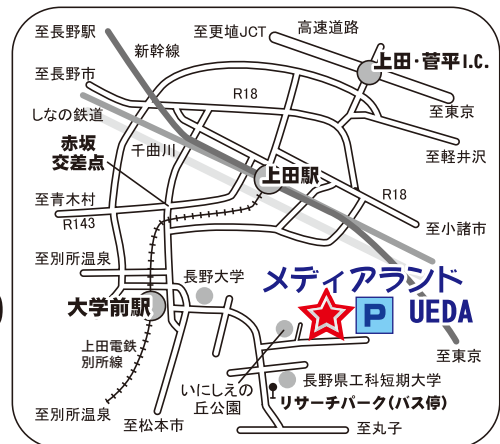 至長野駅
新幹線
至更埴JCT
高速道路
上田・菅平I.C.
至長野市
R18
しなの鉄道
至東京
赤坂
交差点
千曲川
至軽井沢
上田駅
至青木村
R18
R143
至小諸市
至別所温泉
長野大学
メディアランド
大学前駅
P
UEDA
上田電鉄
別所線
至東京
いにしえの
丘公園
長野県工科短期大学
リサーチパーク(バス停)
至別所温泉
至松本市
至丸子
)